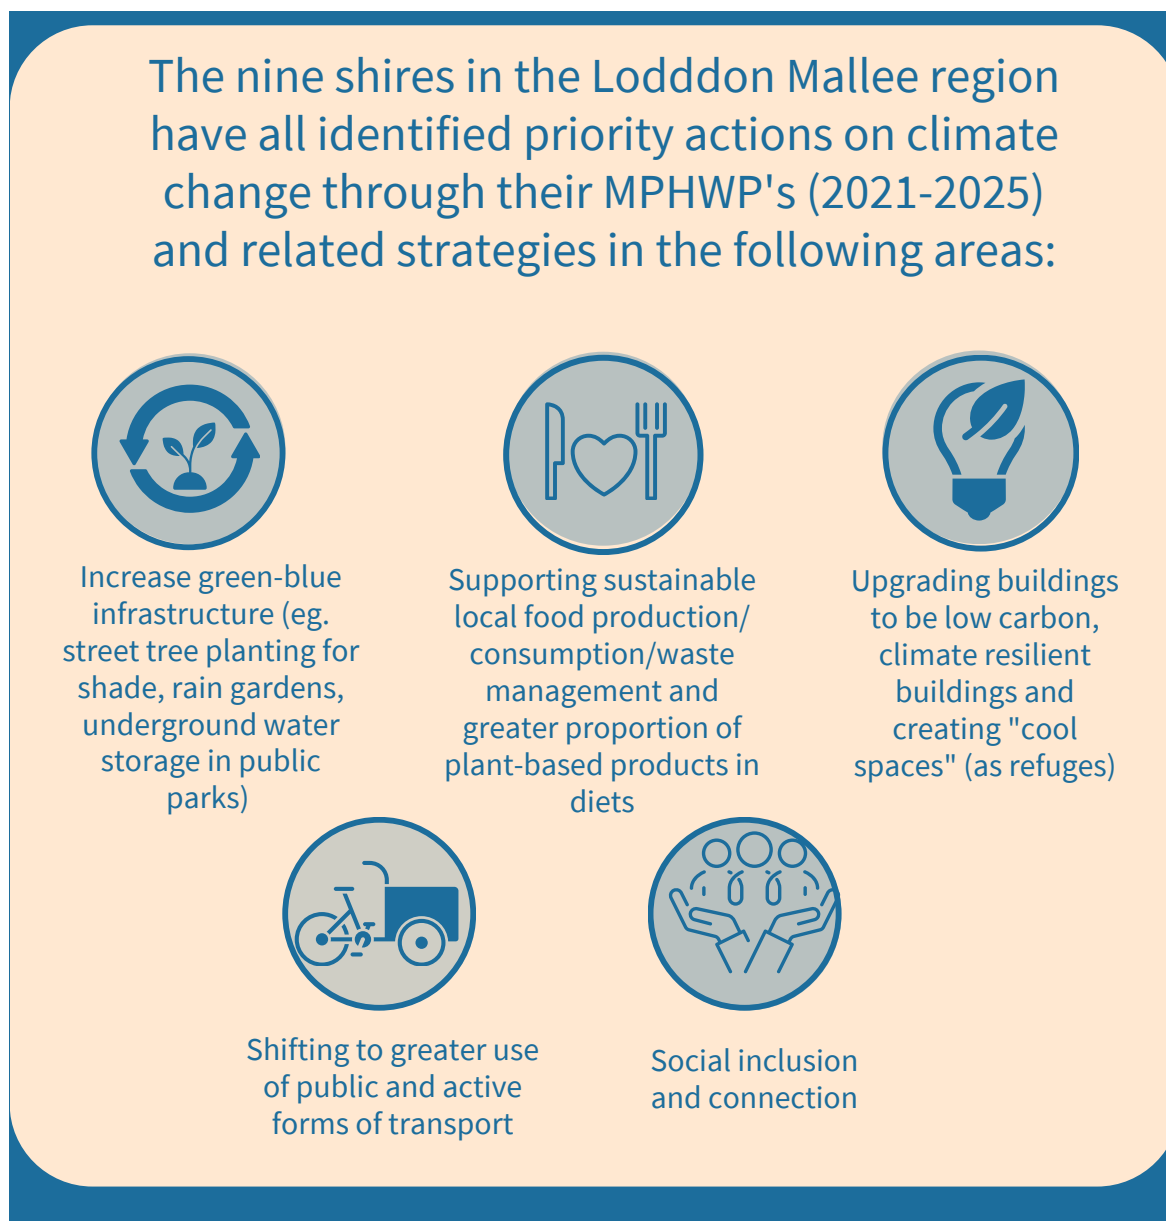 The nine shires in the Lodddon Mallee region
have all identified priority actions on climate
change through their MPHWP's (2021-2025)
and related strategies in the following areas:
Increase green-blue
infrastructure (eg.
street tree planting for
shade, rain gardens,
underground water
storage in public
parks)
Supporting sustainable
local food production/
consumption/waste
management and
greater proportion of
plant-based products in
diets
Upgrading buildings
to be low carbon,
climate resilient
buildings and
creating "cool
spaces" (as refuges)
Shifting to greater use
of public and active
forms of transport
Social inclusion
and connection